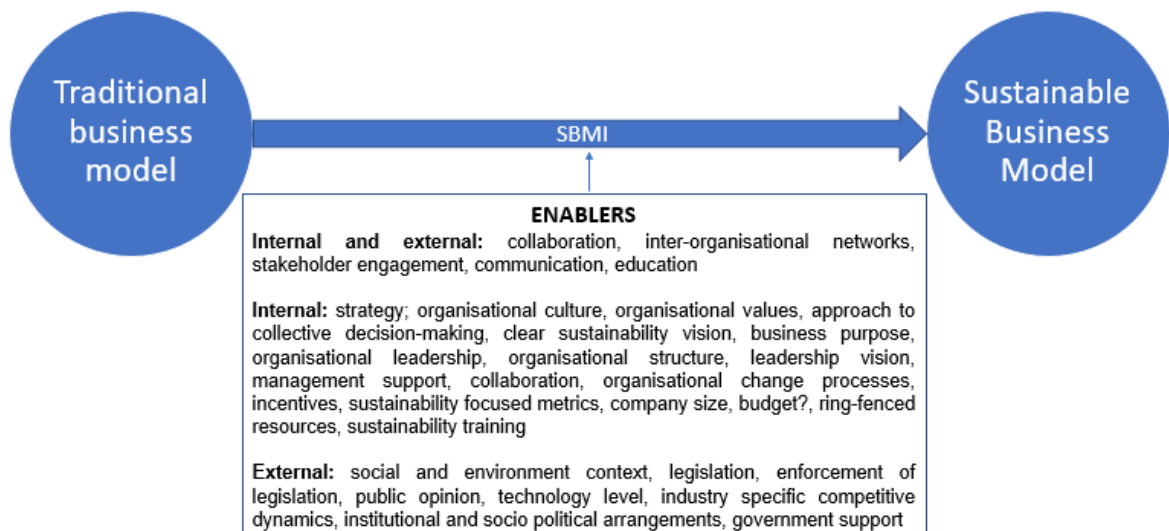 Traditional
business
model
SBMI
Sustainable
Business
Model
ENABLERS
Internal and external: collaboration, inter-organisational networks,
stakeholder engagement, communication, education
Internal: strategy; organisational culture, organisational values, approach to
collective decision-making, clear sustainability vision, business purpose,
organisational leadership, organisational structure, leadership vision,
management support, collaboration, organisational change processes,
incentives, sustainability focused metrics, company size, budget?, ring-fenced
resources, sustainability training
External: social and environment context, legislation, enforcement of
legislation, public opinion, technology level, industry specific competitive
dynamics, institutional and socio political arrangements, government support